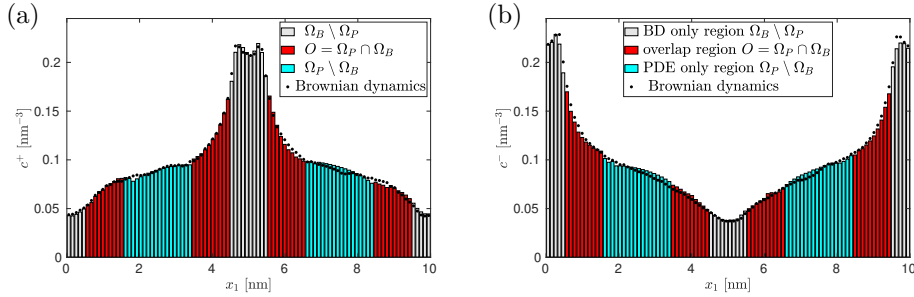 (a)
0.2
0.15
0.1
0.05
0
c⁺ [nm⁻³]
0 2 4 6 8 10
x₁ [nm]
Ω_B \ Ω_P
O = Ω_P ∩ Ω_B
Ω_P \ Ω_B
Brownian dynamics
(b)
0.2
0.15
0.1
0.05
0
c⁻ [nm⁻³]
0 2 4 6 8 10
x₁ [nm]
BD only region Ω_B \ Ω_P
overlap region O = Ω_P ∩ Ω_B
PDE only region Ω_P \ Ω_B
Brownian dynamics